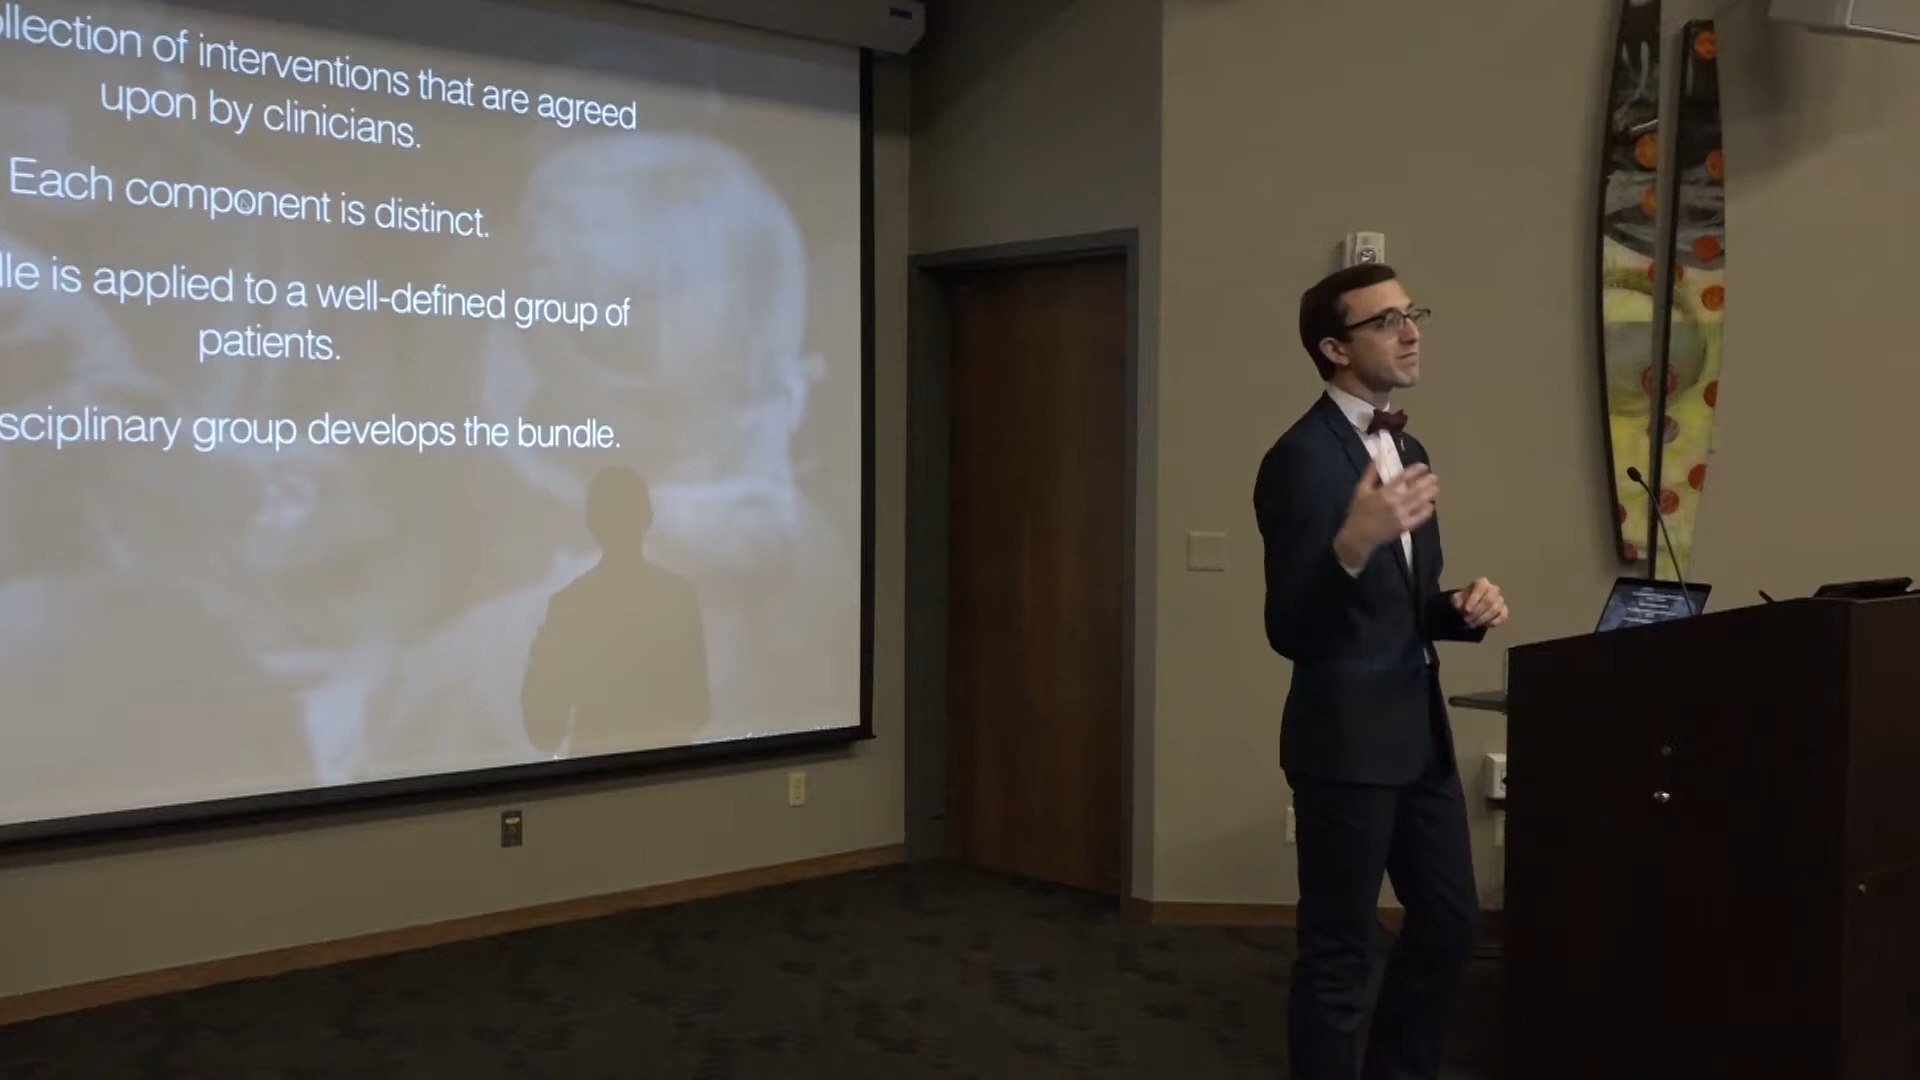 ollection of interventions that are agreed
upon by clinicians.
Each component is distinct.
lle is applied to a well-defined group of
patients.
sciplinary group develops the bundle.